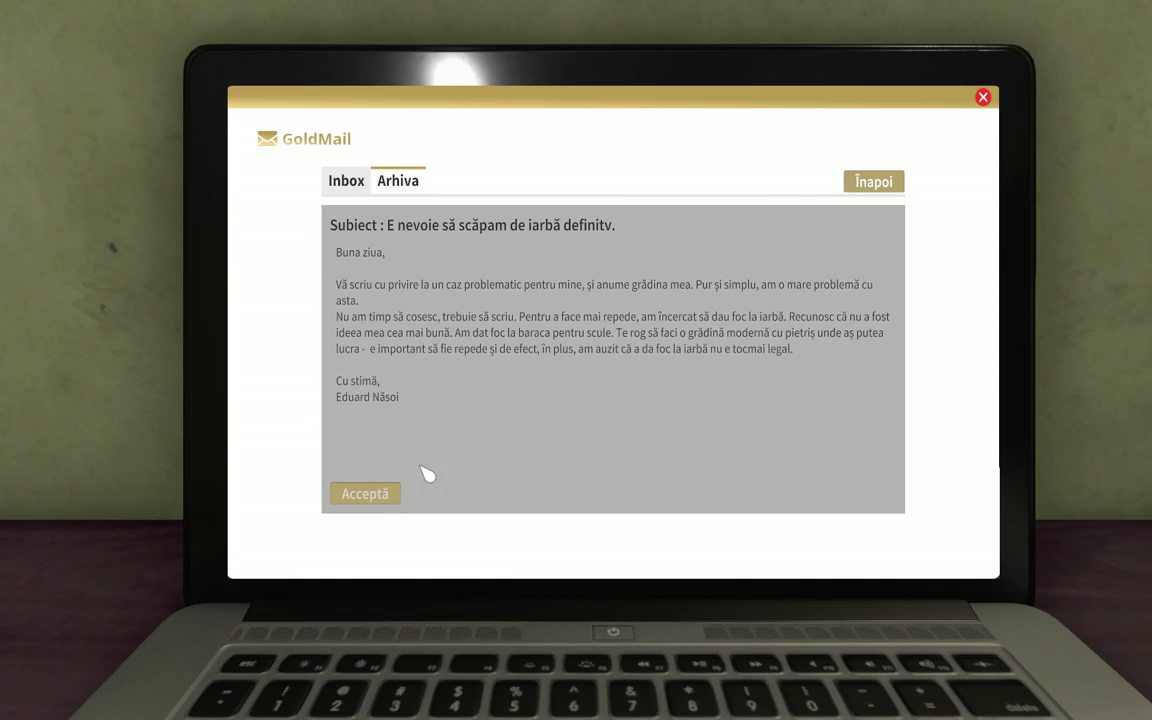 GoldMail
Inbox Arhiva
Înapoi
Subiect : E nevoie să scăpam de iarbă definitv.
Buna ziua,
Vă scriu cu privire la un caz problematic pentru mine, și anume grădina mea. Pur și simplu, am o mare problemă cu
asta.
Nu am timp să cosesc, trebuie să scriu. Pentru a face mai repede, am încercat să dau foc la iarbă. Recunosc că nu a fost
ideea mea cea mai bună. Am dat foc la baraca pentru scule. Te rog să faci o grădină modernă cu pietriș unde aș putea
lucra - e important să fie repede și de efect, în plus, am auzit că a da foc la iarbă nu e tocmai legal.
Cu stimă,
Eduard Năsoi
Acceptă
delete